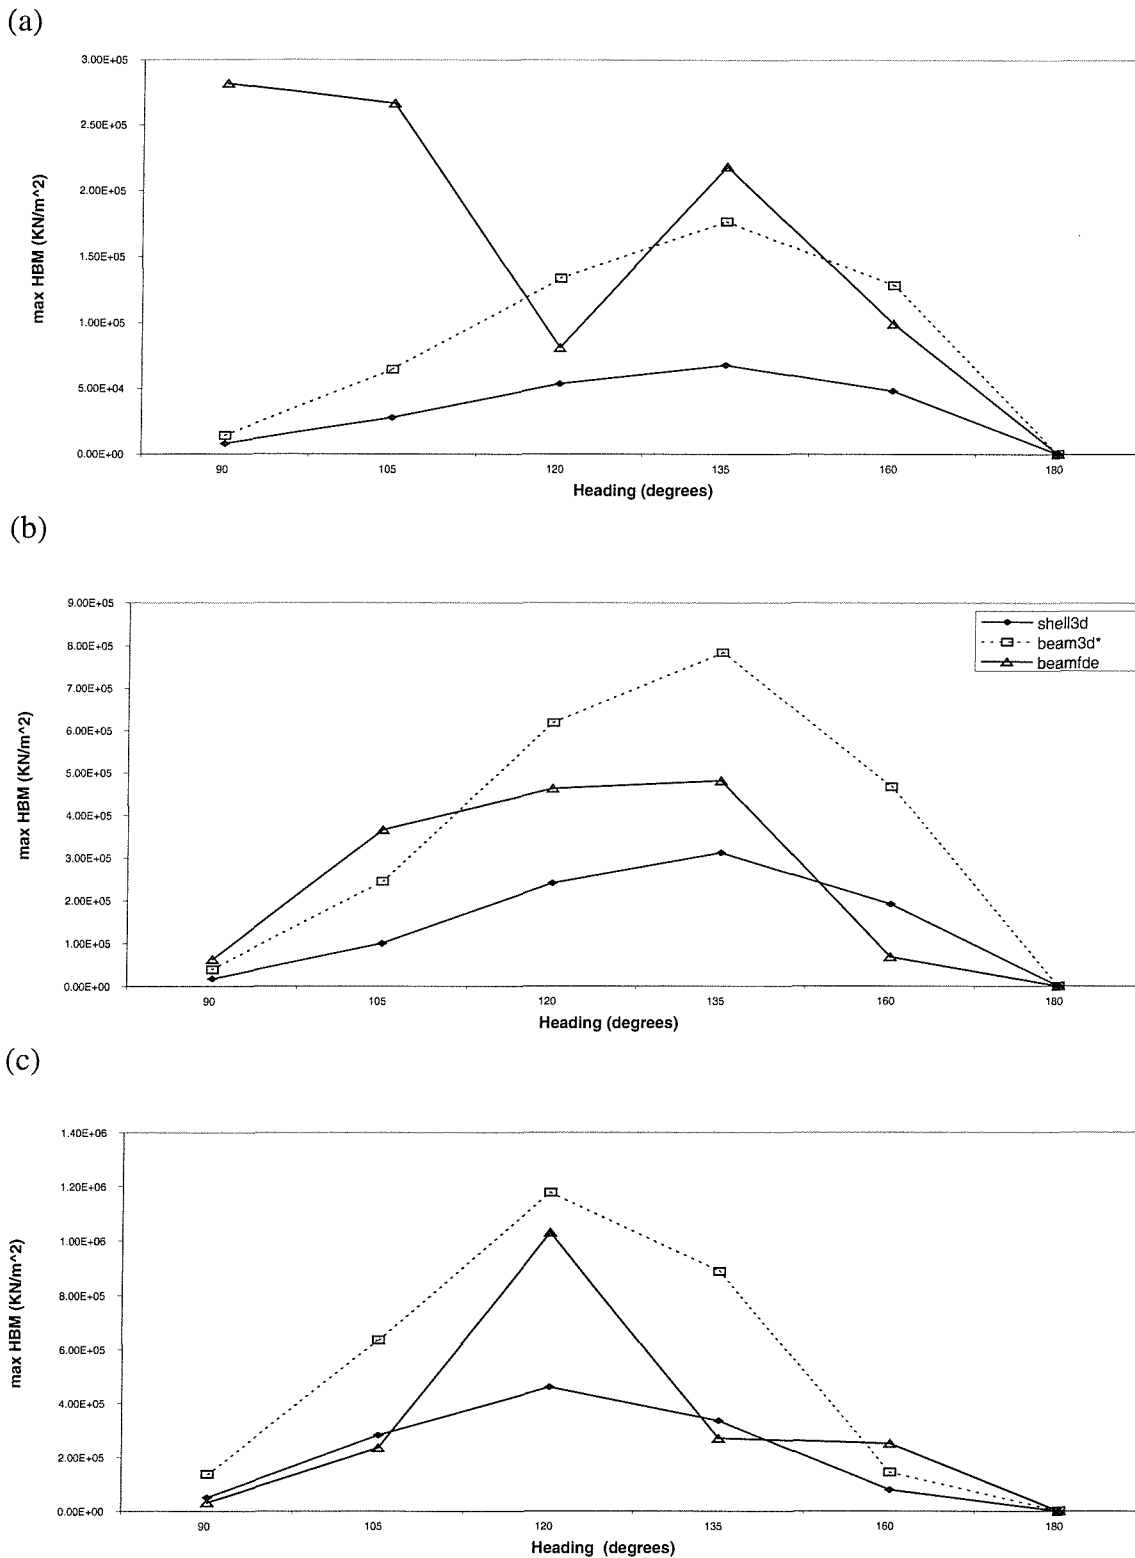 (a)
3.00E+05
2.50E+05
2.00E+05
1.50E+05
1.00E+05
5.00E+04
0.00E+00
max HBM (KN/m^2)
90 105 120 135 160 180
Heading (degrees)
(b)
9.00E+05
8.00E+05
7.00E+05
6.00E+05
5.00E+05
4.00E+05
3.00E+05
2.00E+05
1.00E+05
0.00E+00
max HBM (KN/m^2)
shell3d
beam3d*
beamfde
90 105 120 135 160 180
Heading (degrees)
(c)
1.40E+06
1.20E+06
1.00E+06
8.00E+05
6.00E+05
4.00E+05
2.00E+05
0.00E+00
max HBM (KN/m^2)
90 105 120 135 160 180
Heading (degrees)